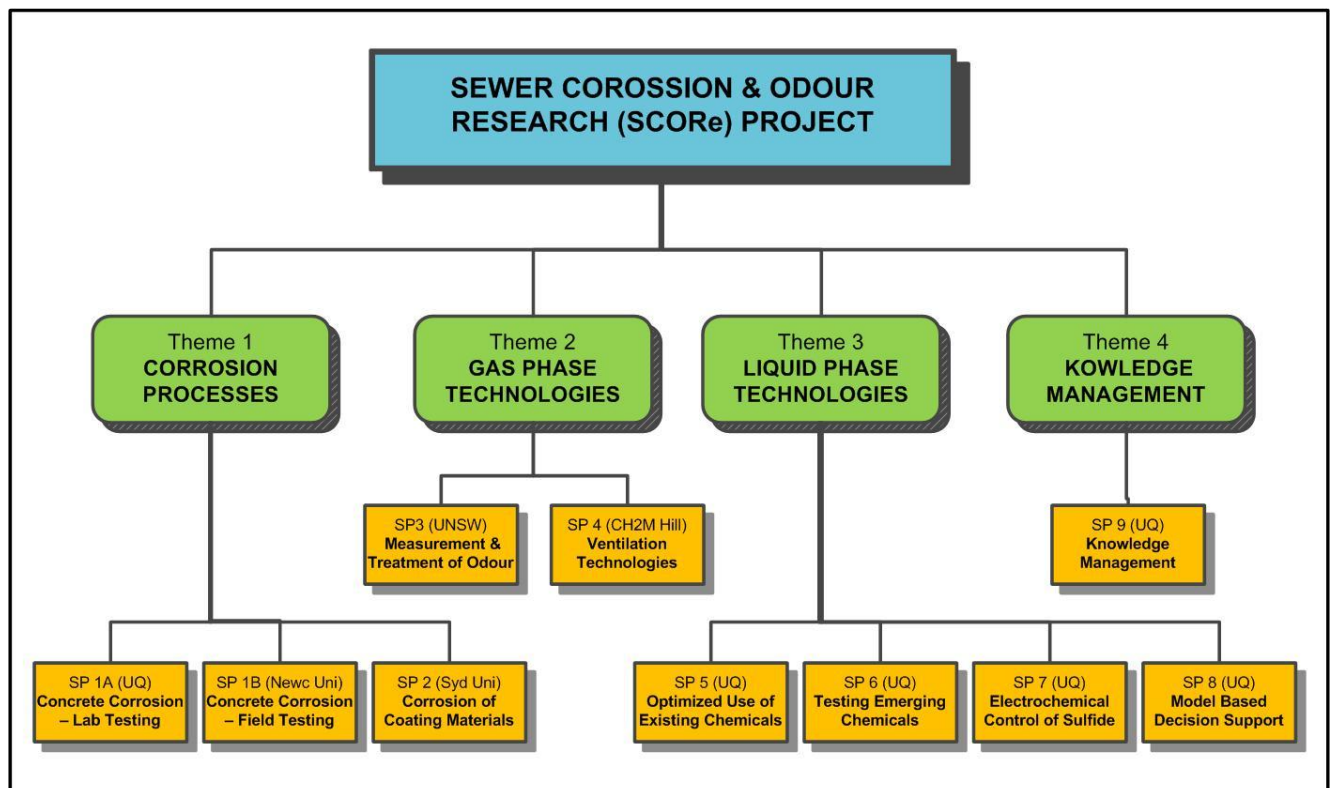 SEWER COROSSION & ODOUR
RESEARCH (SCORe) PROJECT
Theme 1
CORROSION
PROCESSES
Theme 2
GAS PHASE
TECHNOLOGIES
Theme 3
LIQUID PHASE
TECHNOLOGIES
Theme 4
KOWLEDGE
MANAGEMENT
SP3 (UNSW)
Measurement &
Treatment of Odour
SP 4 (CH2M Hill)
Ventilation
Technologies
SP 9 (UQ)
Knowledge
Management
SP 1A (UQ)
Concrete Corrosion
– Lab Testing
SP 1B (Newc Uni)
Concrete Corrosion
– Field Testing
SP 2 (Syd Uni)
Corrosion of
Coating Materials
SP 5 (UQ)
Optimized Use of
Existing Chemicals
SP 6 (UQ)
Testing Emerging
Chemicals
SP 7 (UQ)
Electrochemical
Control of Sulfide
SP 8 (UQ)
Model Based
Decision Support